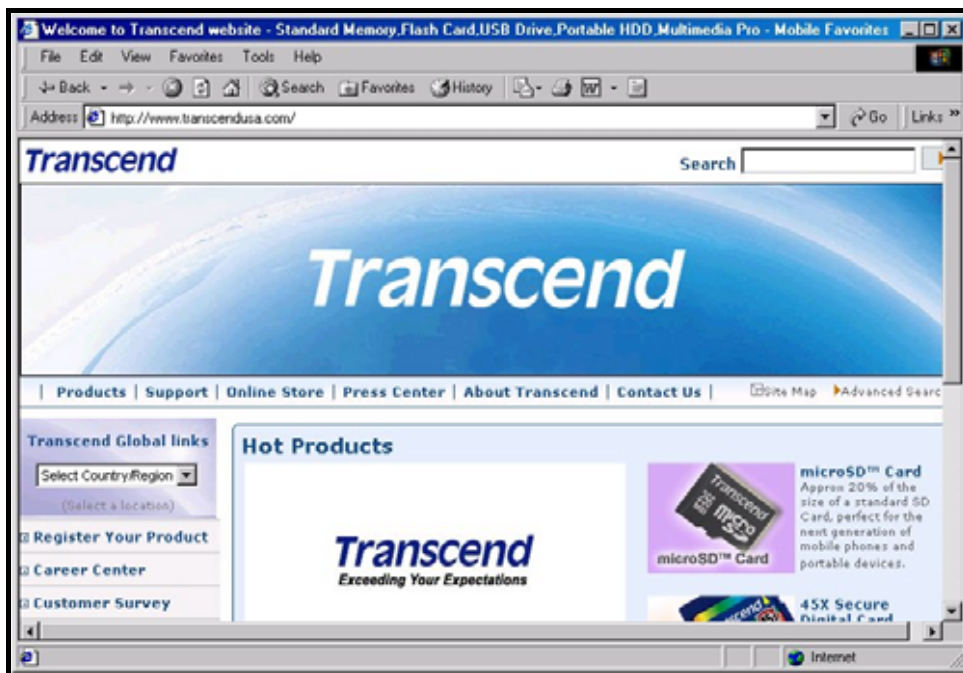 Welcome to Transcend website - Standard Memory,Flash Card,USB Drive,Portable HDD,Multimedia Pro - Mobile Favorites
File Edit View Favorites Tools Help
Back Search Favorites History
Address http://www.transcendusa.com/ Go Links »
Transcend Search
Transcend
| Products | Support | Online Store | Press Center | About Transcend | Contact Us | Site Map Advanced Searc
Transcend Global links
Select Country/Region
(Select a location)
Register Your Product
Career Center
Customer Survey
Hot Products
Transcend
Exceeding Your Expectations
Transcend
micro SD
microSD™ Card
microSD™ Card
Approx 20% of the
size of a standard SD
Card, perfect for the
next generation of
mobile phones and
portable devices.
45X Secure
Digital Card
Internet